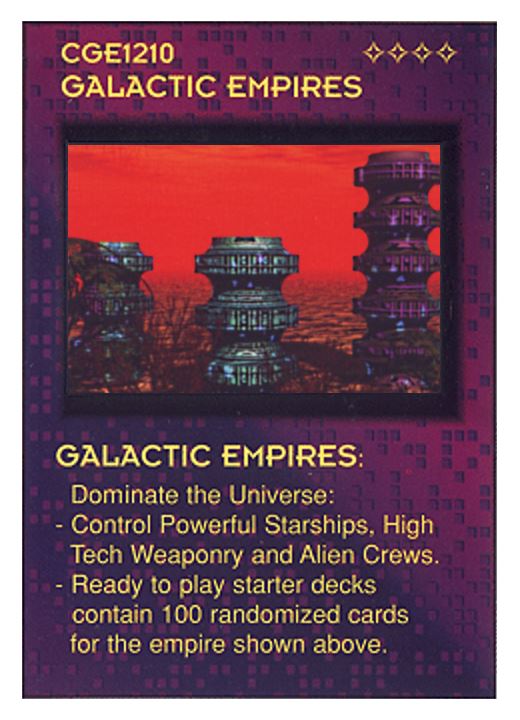 CGE1210
GALACTIC EMPIRES
GALACTIC EMPIRES:
Dominate the Universe:
- Control Powerful Starships, High
Tech Weaponry and Alien Crews.
- Ready to play starter decks
contain 100 randomized cards
for the empire shown above.